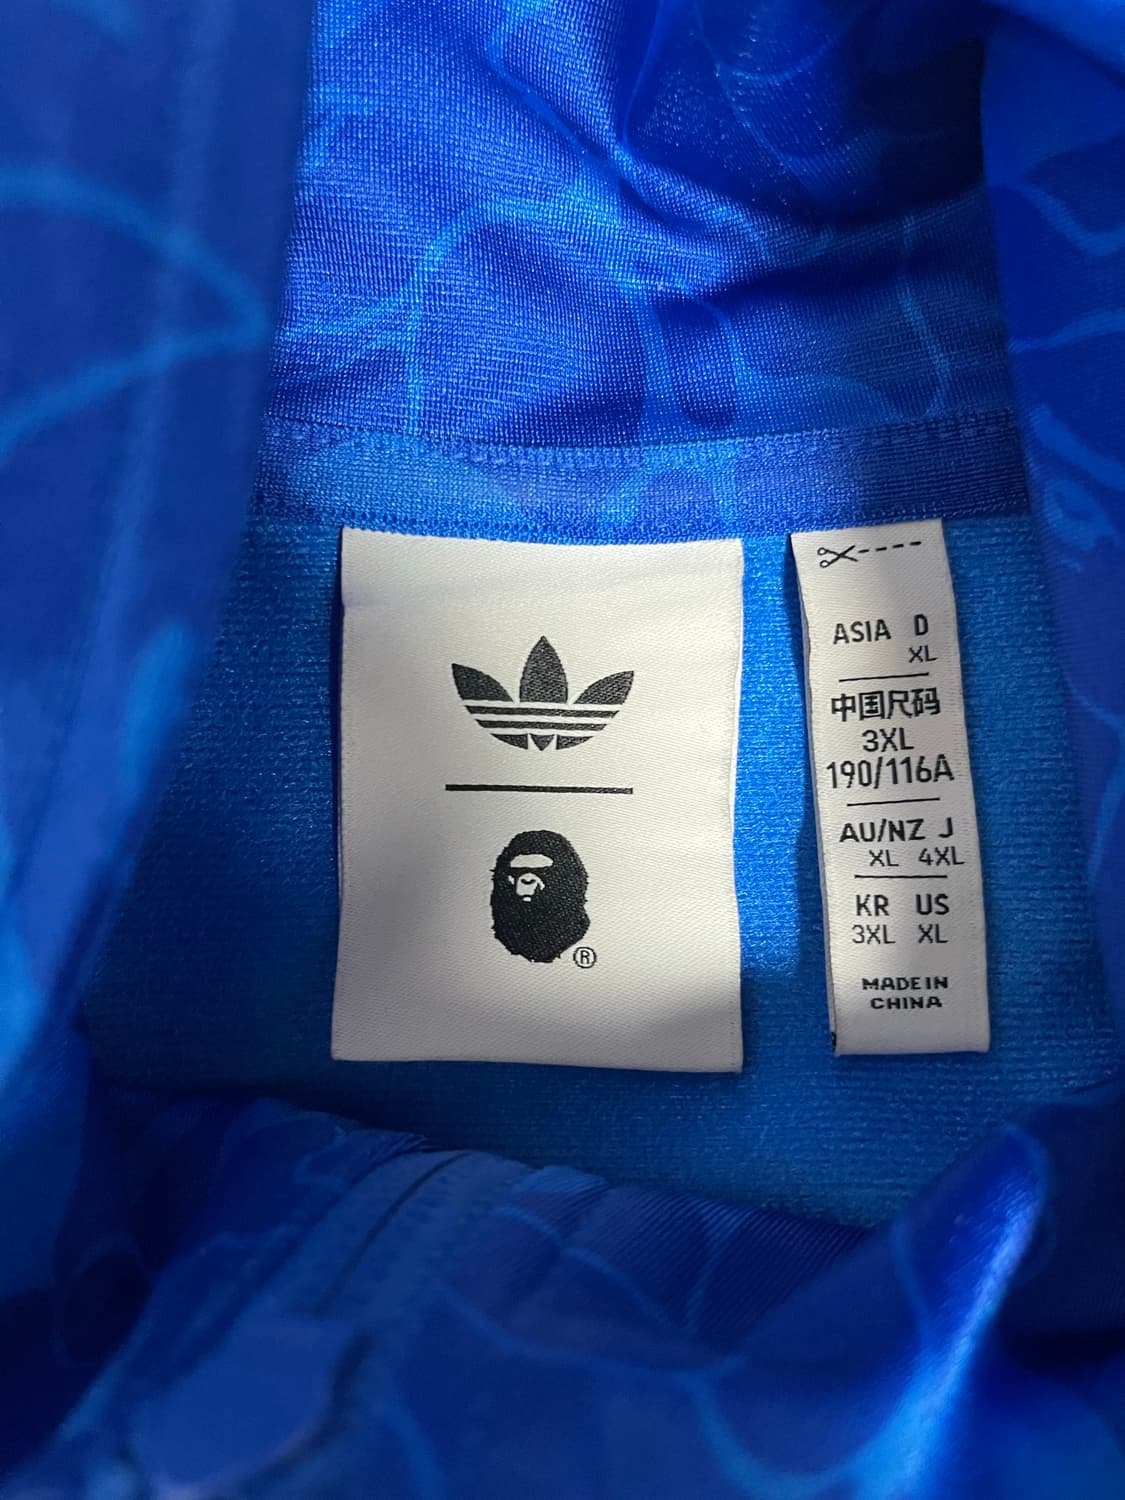 ®
ASIA D
XL
中国尺码
3XL
190/116A
AU/NZ J
XL 4XL
KR US
3XL XL
MADE IN
CHINA